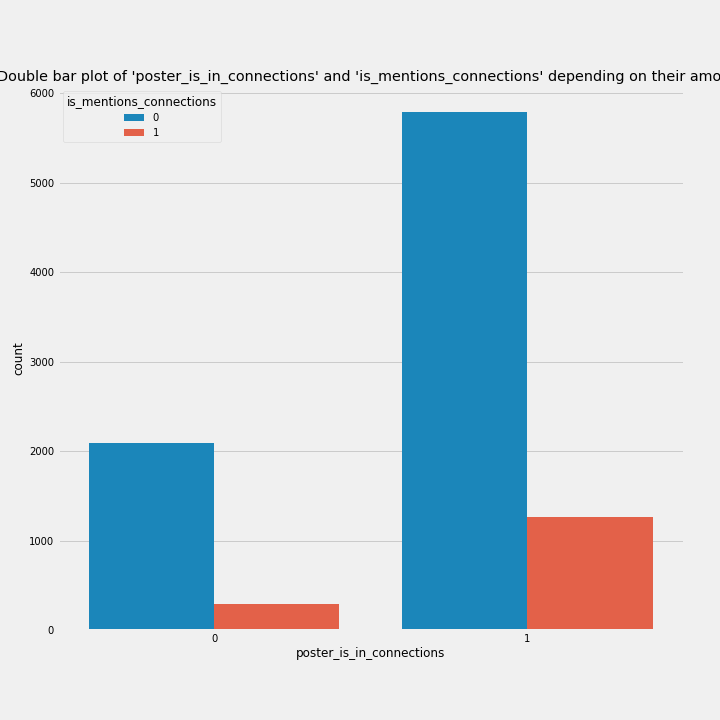 Double bar plot of 'poster_is_in_connections' and 'is_mentions_connections' depending on their amo
6000
is_mentions_connections
0
1
5000
4000
3000
2000
1000
0
count
0 1
poster_is_in_connections